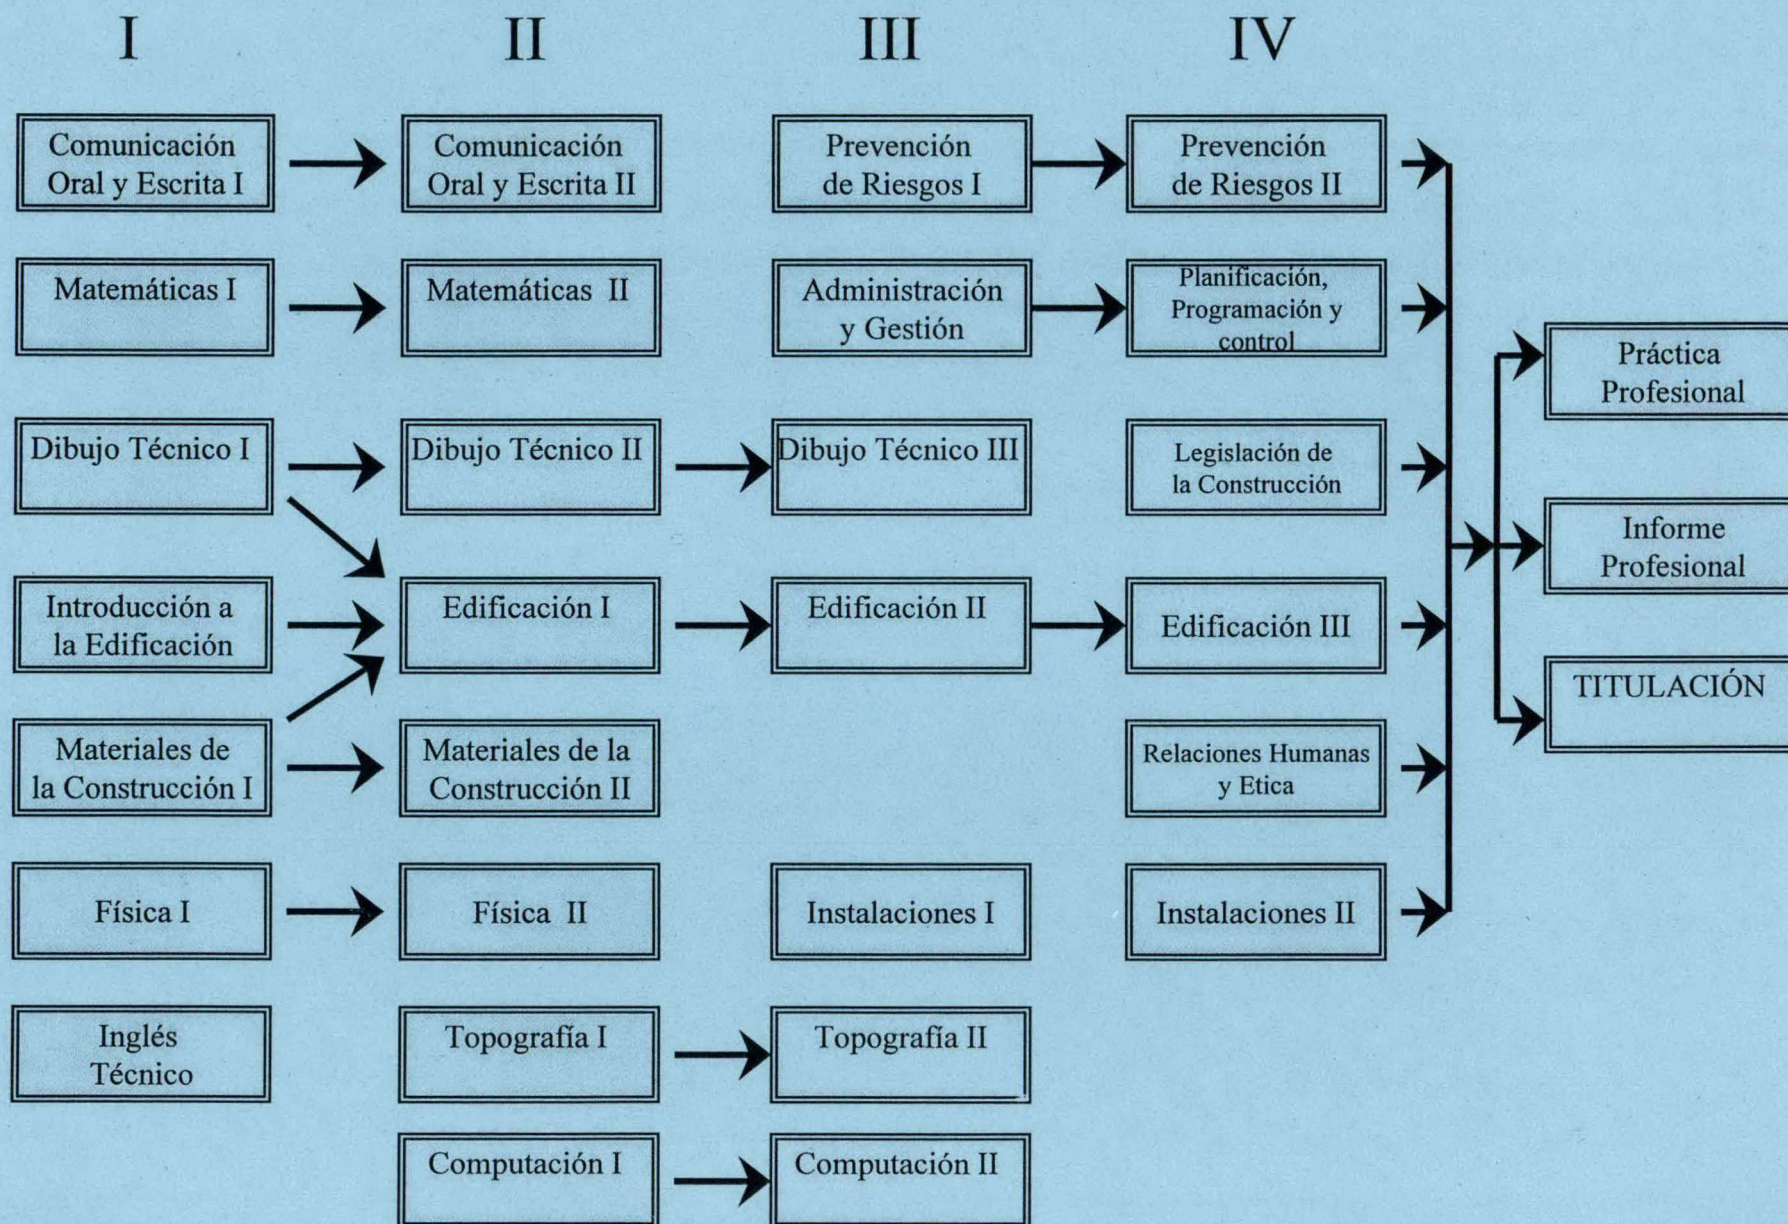 I II III IV
Comunicación
Oral y Escrita I
Comunicación
Oral y Escrita II
Prevención
de Riesgos I
Prevención
de Riesgos II
Matemáticas I
Matemáticas II
Administración
y Gestión
Planificación,
Programación y
control
Práctica
Profesional
Dibujo Técnico I
Dibujo Técnico II
Dibujo Técnico III
Legislación de
la Construcción
Informe
Profesional
Introducción a
la Edificación
Edificación I
Edificación II
Edificación III
TITULACIÓN
Materiales de
la Construcción I
Materiales de la
Construcción II
Relaciones Humanas
y Etica
Física I
Física II
Instalaciones I
Instalaciones II
Inglés
Técnico
Topografía I
Topografía II
Computación I
Computación II